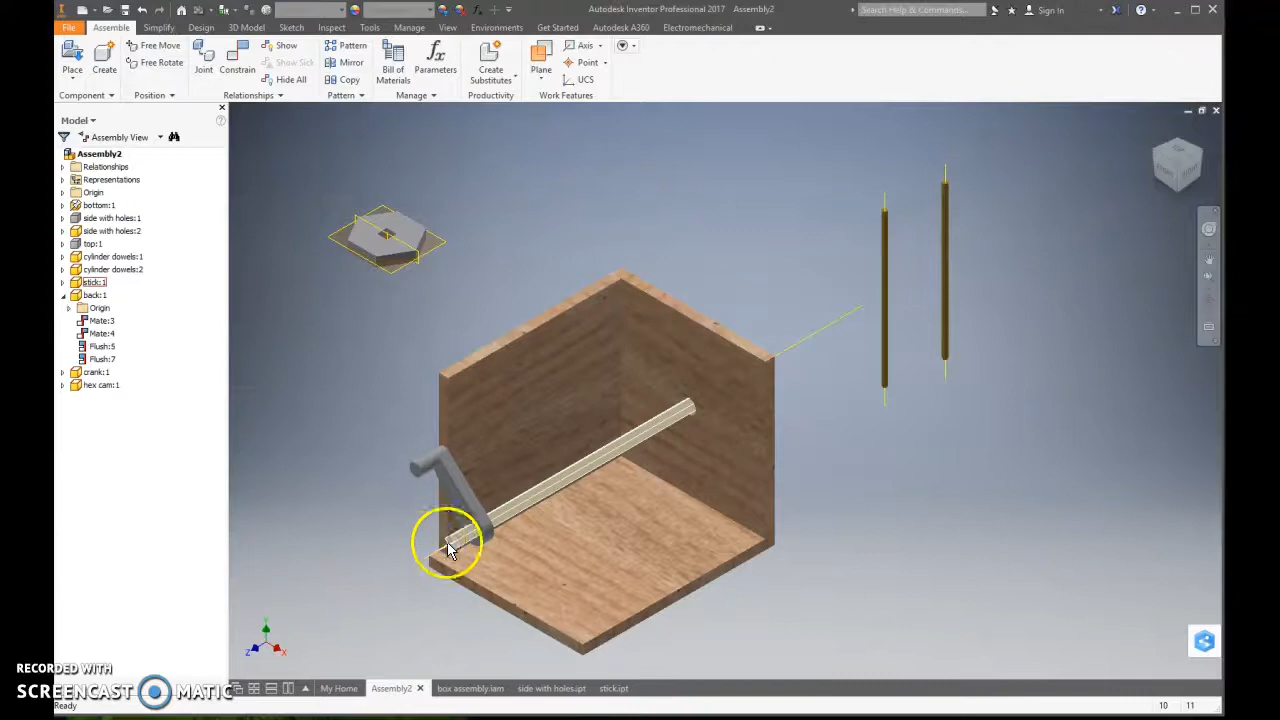 Autodesk Inventor Professional 2017 Assembly2
Search Help & Commands...
Sign In
File Assemble Simplify Design 3D Model Sketch Inspect Tools Manage View Environments Get Started Autodesk A360 Electromechanical
Free Move Show Pattern Axis
Free Rotate Show Sick Mirror Point
Place Create Joint Constrain Hide All Copy Bill of Materials Parameters Create Substitutes Plane UCS
Component Position Relationships Pattern Manage Productivity Work Features
Model
Assembly View
Assembly2
Relationships
Representations
Origin
bottom:1
side with holes:1
side with holes:2
top:1
cylinder dowels:1
cylinder dowels:2
stick:1
back:1
Origin
Mate:3
Mate:4
Flush:5
Flush:7
crank:1
hex cam:1
Y
Z X
RECORDED WITH
SCREENCAST MATIC
My Home Assembly2 box assembly.iam side with holes.ipt stick.ipt
Ready 10 11